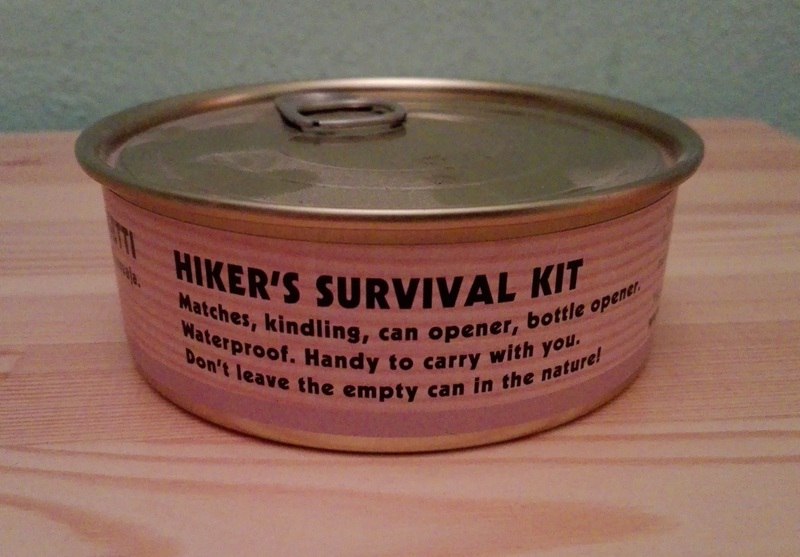 HIKER'S SURVIVAL KIT
Matches, kindling, can opener, bottle opener.
Waterproof. Handy to carry with you.
Don't leave the empty can in the nature!